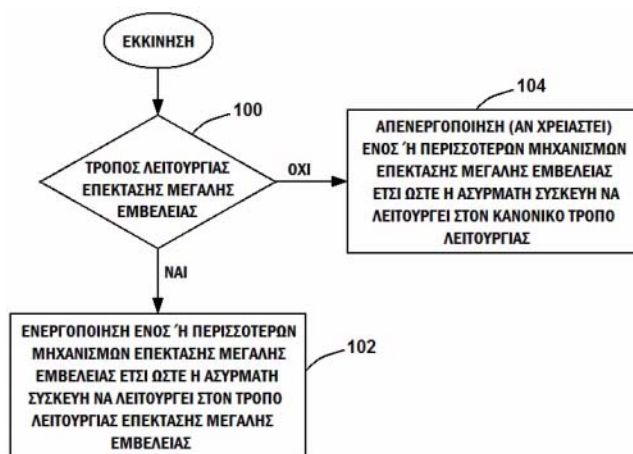 ΕΚΚΙΝΗΣΗ
100
ΤΡΟΠΟΣ ΛΕΙΤΟΥΡΓΙΑΣ
ΕΠΕΚΤΑΣΗΣ ΜΕΓΑΛΗΣ
ΕΜΒΕΛΕΙΑΣ
ΟΧΙ
104
ΑΠΕΝΕΡΓΟΠΟΙΗΣΗ (ΑΝ ΧΡΕΙΑΣΤΕΙ)
ΕΝΟΣ Ή ΠΕΡΙΣΣΟΤΕΡΩΝ ΜΗΧΑΝΙΣΜΩΝ
ΕΠΕΚΤΑΣΗΣ ΜΕΓΑΛΗΣ ΕΜΒΕΛΕΙΑΣ
ΕΤΣΙ ΩΣΤΕ Η ΑΣΥΡΜΑΤΗ ΣΥΣΚΕΥΗ ΝΑ
ΛΕΙΤΟΥΡΓΕΙ ΣΤΟΝ ΚΑΝΟΝΙΚΟ ΤΡΟΠΟ
ΛΕΙΤΟΥΡΓΙΑΣ
ΝΑΙ
102
ΕΝΕΡΓΟΠΟΙΗΣΗ ΕΝΟΣ Ή ΠΕΡΙΣΣΟΤΕΡΩΝ
ΜΗΧΑΝΙΣΜΩΝ ΕΠΕΚΤΑΣΗΣ ΜΕΓΑΛΗΣ
ΕΜΒΕΛΕΙΑΣ ΕΤΣΙ ΩΣΤΕ Η ΑΣΥΡΜΑΤΗ
ΣΥΣΚΕΥΗ ΝΑ ΛΕΙΤΟΥΡΓΕΙ ΣΤΟΝ ΤΡΟΠΟ
ΛΕΙΤΟΥΡΓΙΑΣ ΕΠΕΚΤΑΣΗΣ ΜΕΓΑΛΗΣ
ΕΜΒΕΛΕΙΑΣ